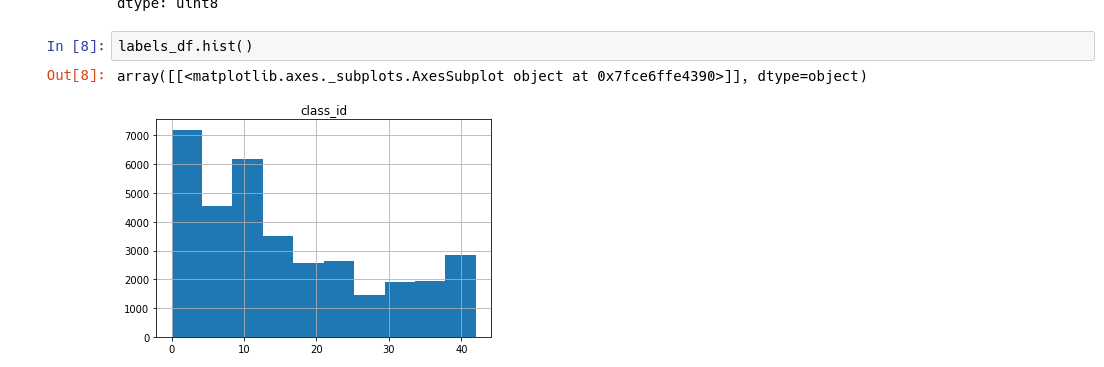 dtype: uint8
In [8]: labels_df.hist()
Out[8]: array([[<matplotlib.axes._subplots.AxesSubplot object at 0x7fce6ffe4390>]], dtype=object)
class_id
7000
6000
5000
4000
3000
2000
1000
0
0 10 20 30 40